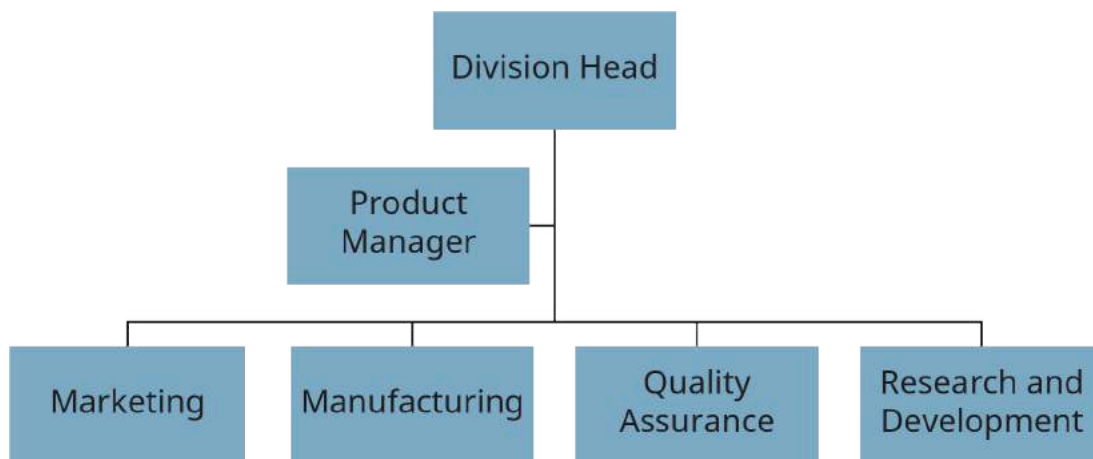 Division Head
Product
Manager
Marketing
Manufacturing
Quality
Assurance
Research and
Development